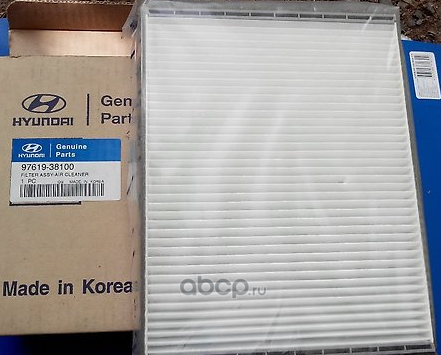 Genuine
Parts
HYUNDAI
HYUNDAI
Genuine
Parts
97619-38100
FILTER ASSY-AIR CLEANER
1 PC MADE IN KOREA
Made in Korea
abcp.ru